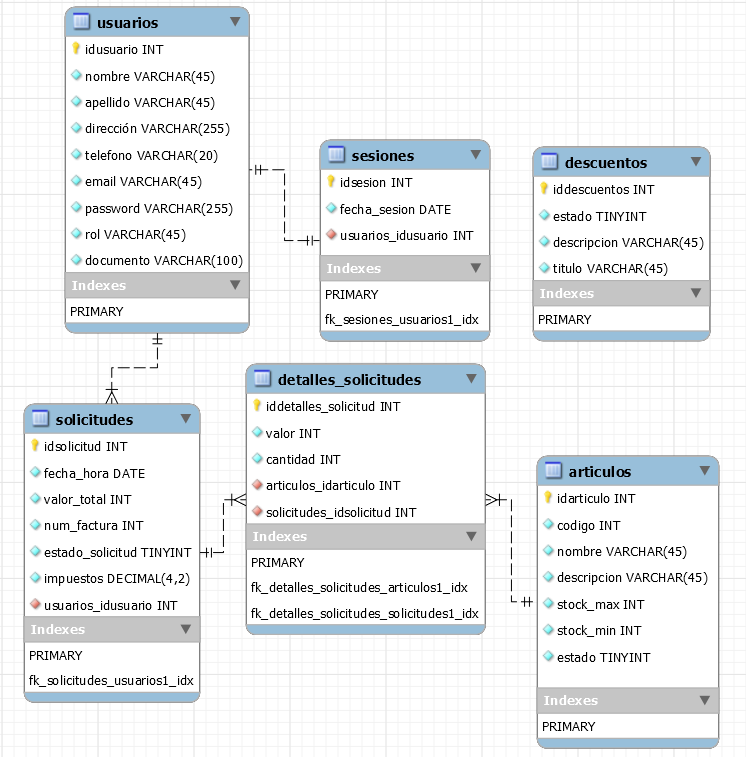 usuarios
idusuario INT
nombre VARCHAR(45)
apellido VARCHAR(45)
dirección VARCHAR(255)
telefono VARCHAR(20)
email VARCHAR(45)
password VARCHAR(255)
rol VARCHAR(45)
documento VARCHAR(100)
Indexes
PRIMARY
sesiones
idsesion INT
fecha_sesion DATE
usuarios_idusuario INT
Indexes
PRIMARY
fk_sesiones_usuarios1_idx
descuentos
iddescuentos INT
estado TINYINT
descripcion VARCHAR(45)
titulo VARCHAR(45)
Indexes
PRIMARY
solicitudes
idsolicitud INT
fecha_hora DATE
valor_total INT
num_factura INT
estado_solicitud TINYINT
impuestos DECIMAL(4,2)
usuarios_idusuario INT
Indexes
PRIMARY
fk_solicitudes_usuarios1_idx
detalles_solicitudes
iddetalles_solicitud INT
valor INT
cantidad INT
articulos_idarticulo INT
solicitudes_idsolicitud INT
Indexes
PRIMARY
fk_detalles_solicitudes_articulos1_idx
fk_detalles_solicitudes_solicitudes1_idx
articulos
idarticulo INT
codigo INT
nombre VARCHAR(45)
descripcion VARCHAR(45)
stock_max INT
stock_min INT
estado TINYINT
Indexes
PRIMARY